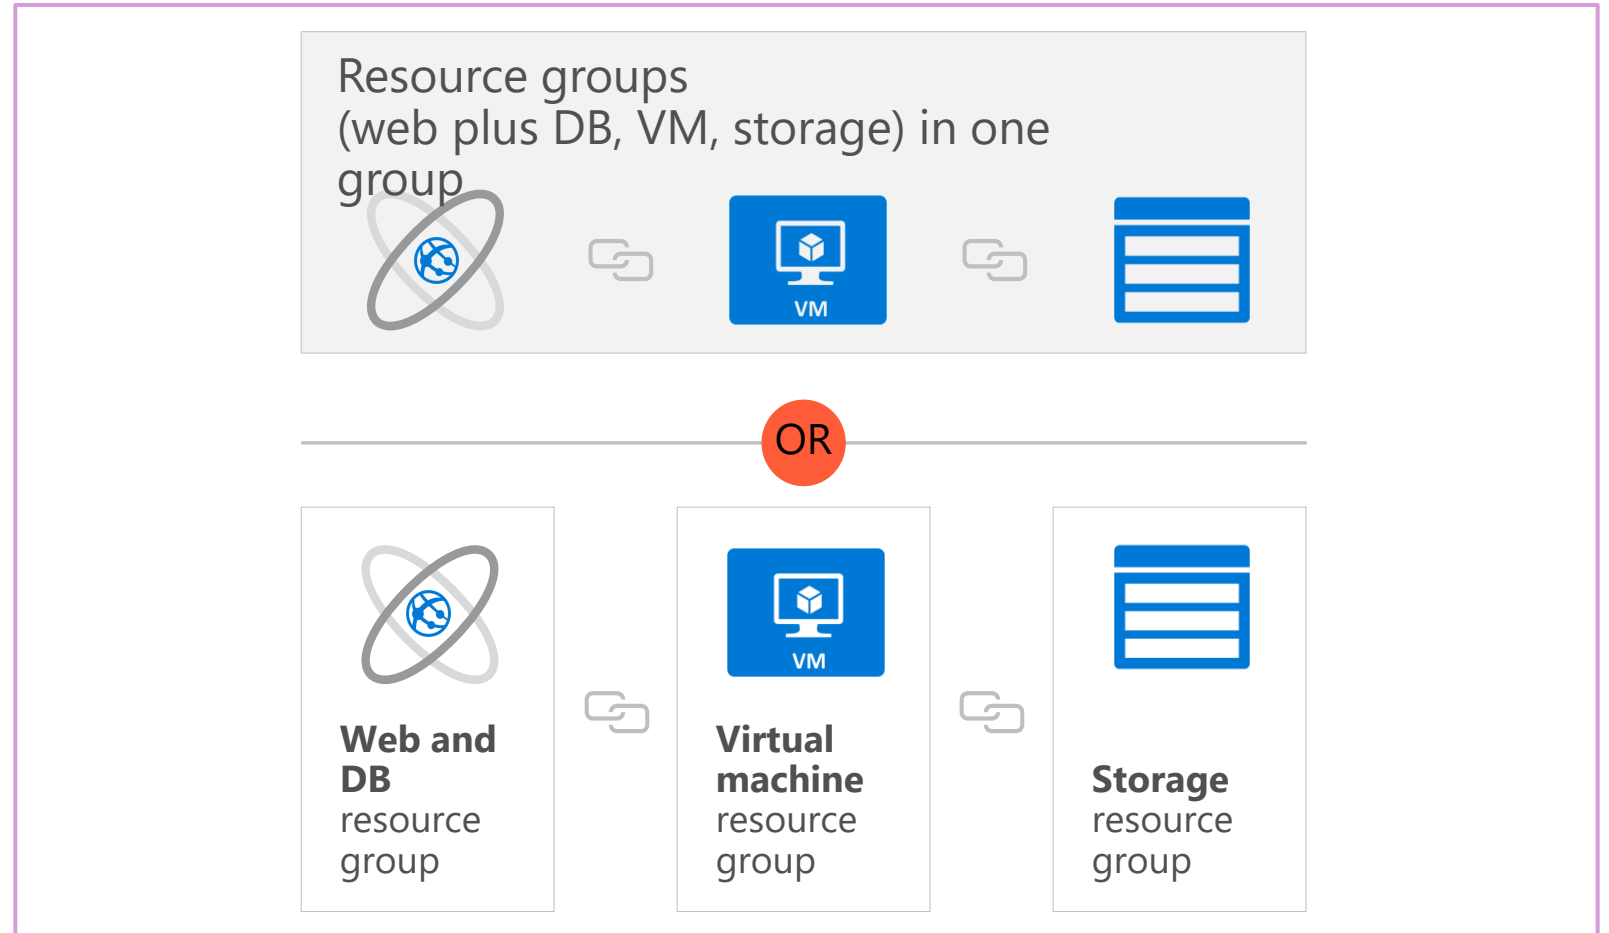 Resource groups
(web plus DB, VM, storage) in one
group
VM
OR
VM
Web and
DB
resource
group
Virtual
machine
resource
group
Storage
resource
group